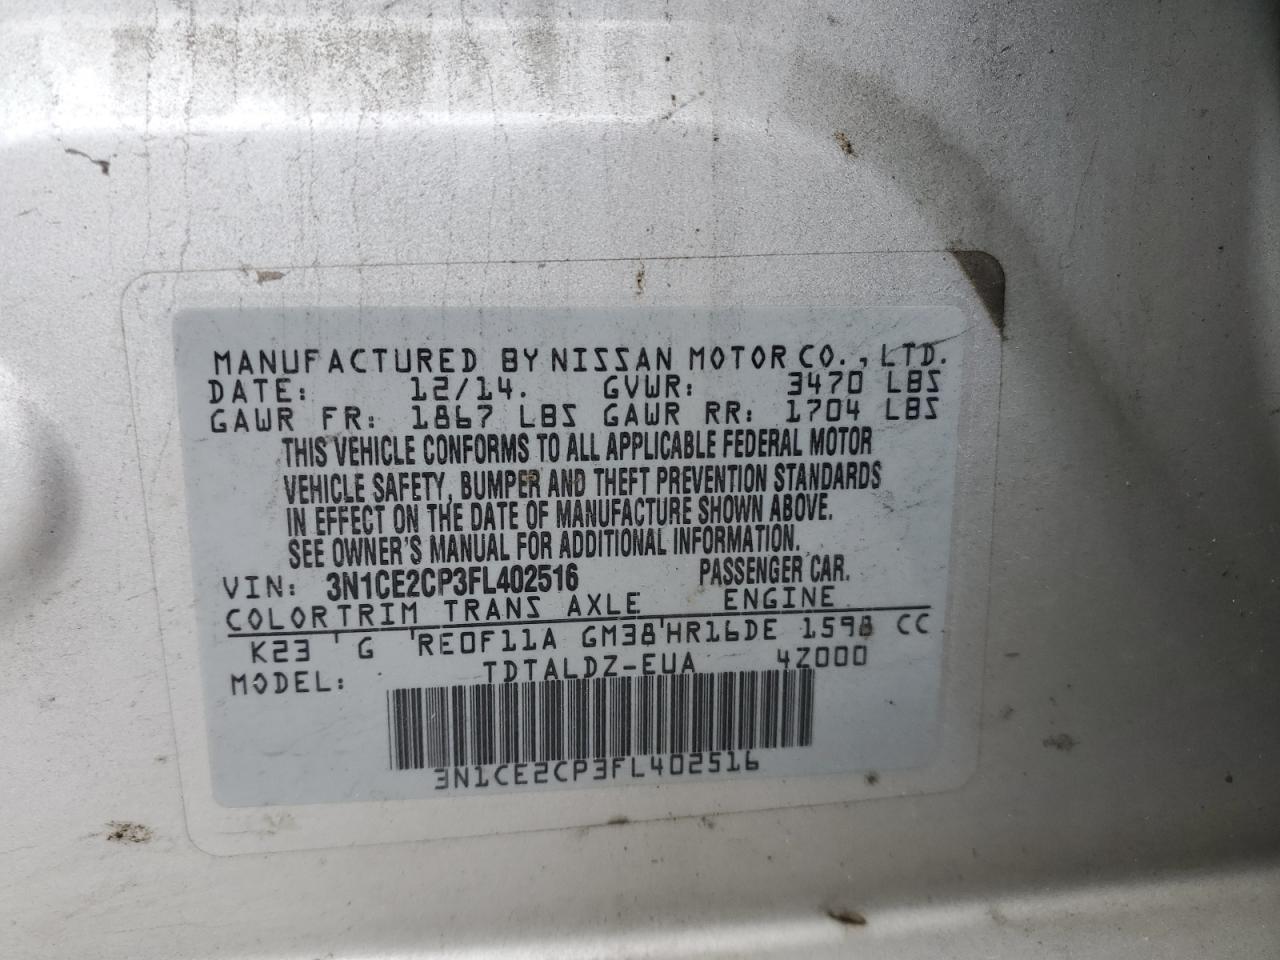 MANUFACTURED BY NISSAN MOTOR CO., LTD.
DATE: 12/14. GVWR: 3470 LBS
GAWR FR: 1867 LBS GAWR RR: 1704 LBS
THIS VEHICLE CONFORMS TO ALL APPLICABLE FEDERAL MOTOR
VEHICLE SAFETY, BUMPER AND THEFT PREVENTION STANDARDS
IN EFFECT ON THE DATE OF MANUFACTURE SHOWN ABOVE.
SEE OWNER'S MANUAL FOR ADDITIONAL INFORMATION.
VIN: 3N1CE2CP3FL402516 PASSENGER CAR.
COLOR TRIM TRANS AXLE ENGINE
K23 G RE0F11A GM38 HR16DE 1598 CC
MODEL: TDTALDZ-EUA 4Z000
3N1CE2CP3FL402516